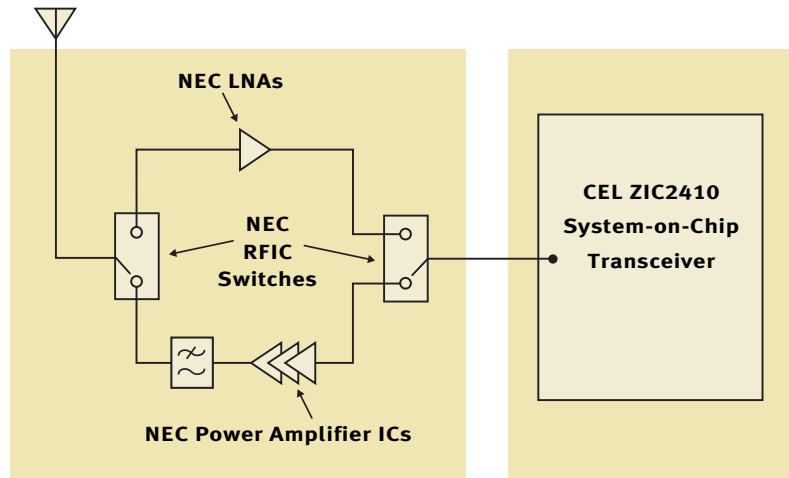 NEC LNAs
NEC
RFIC
Switches
NEC Power Amplifier ICs
CEL ZIC2410
System-on-Chip
Transceiver